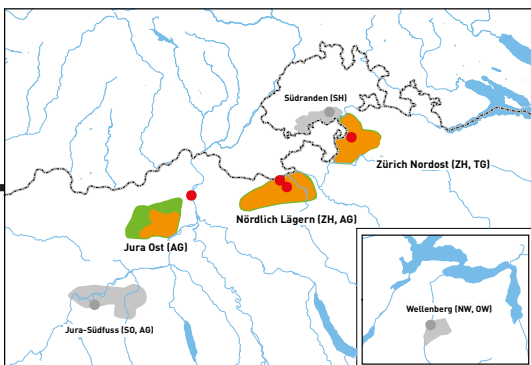 Südranden (SH)
Zürich Nordost (ZH, TG)
Nördlich Lägern (ZH, AG)
Jura Ost (AG)
Jura-Südfuss (SO, AG)
Wellenberg (NW, OW)